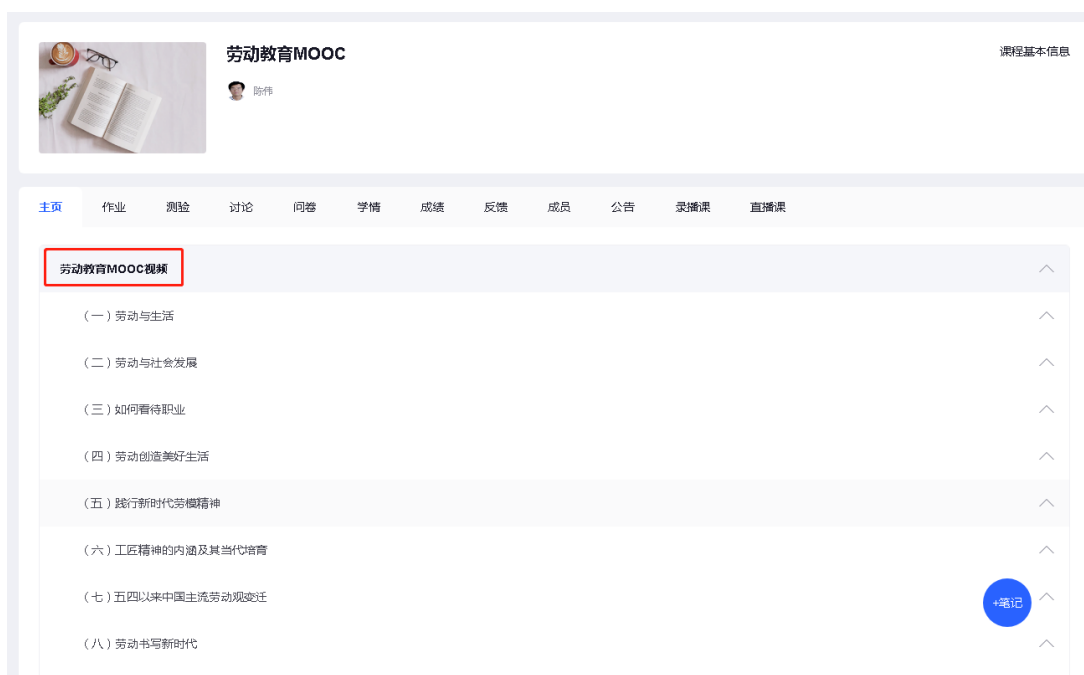 劳动教育MOOC
课程基本信息
陈伟
主页 作业 测验 讨论 问卷 学情 成绩 反馈 成员 公告 录播课 直播课
劳动教育MOOC视频
（一）劳动与生活
（二）劳动与社会发展
（三）如何看待职业
（四）劳动创造美好生活
（五）践行新时代劳模精神
（六）工匠精神的内涵及其当代培育
（七）五四以来中国主流劳动观变迁
+笔记
（八）劳动书写新时代